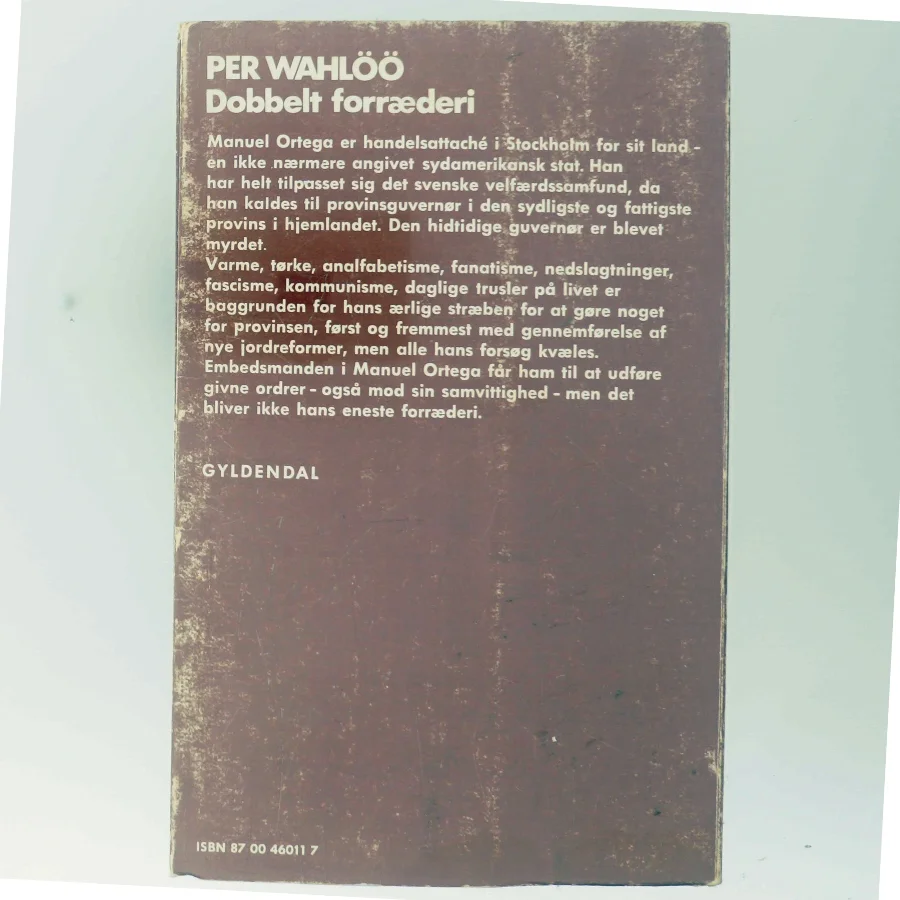 PER WAHLÖÖ
Dobbelt forræderi
Manuel Ortega er handelsattaché i Stockholm for sit land -
en ikke nærmere angivet sydamerikansk stat. Han
har helt tilpasset sig det svenske velfærdssamfund, da
han kaldes til provinsguvernør i den sydligste og fattigste
provins i hjemlandet. Den hidtidige guvernør er blevet
myrdet.
Varme, tørke, analfabetisme, fanatisme, nedslagtninger,
fascisme, kommunisme, daglige trusler på livet er
baggrunden for hans ærlige stræben for at gøre noget
for provinsen, først og fremmest med gennemførelse af
nye jordreformer, men alle hans forsøg kvæles.
Embedsmanden i Manuel Ortega får ham til at udføre
givne ordrer - også mod sin samvittighed - men det
bliver ikke hans eneste forræderi.
GYLDENDAL
ISBN 87 00 46011 7